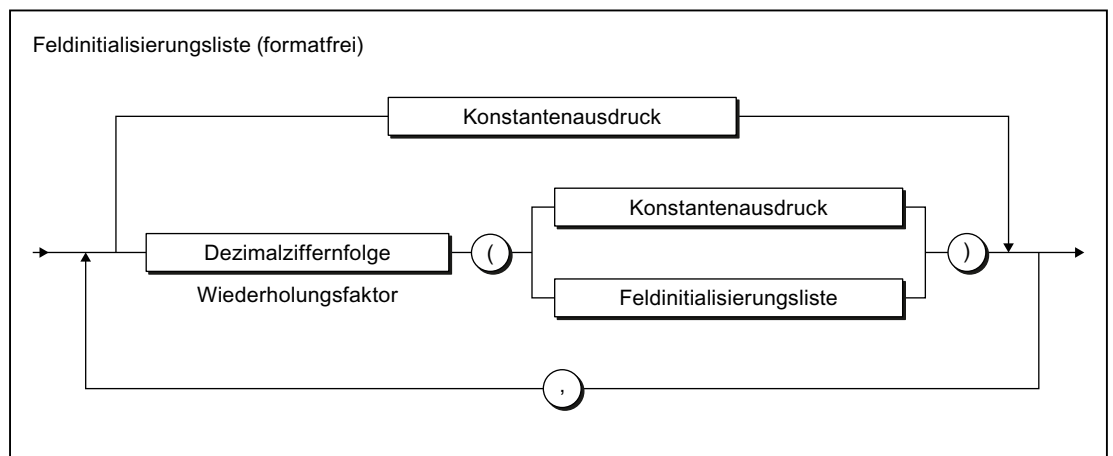 Feldinitialisierungsliste (formatfrei)
Konstantenausdruck
Konstantenausdruck
Dezimalziffernfolge
(
)
Wiederholungsfaktor
Feldinitialisierungsliste
,